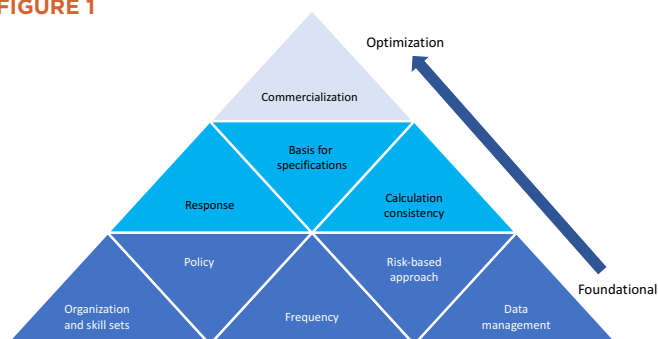 FIGURE 1
Optimization
Commercialization
Basis for
specifications
Response
Calculation
consistency
Policy
Risk-based
approach
Foundational
Organization
and skill sets
Frequency
Data
management